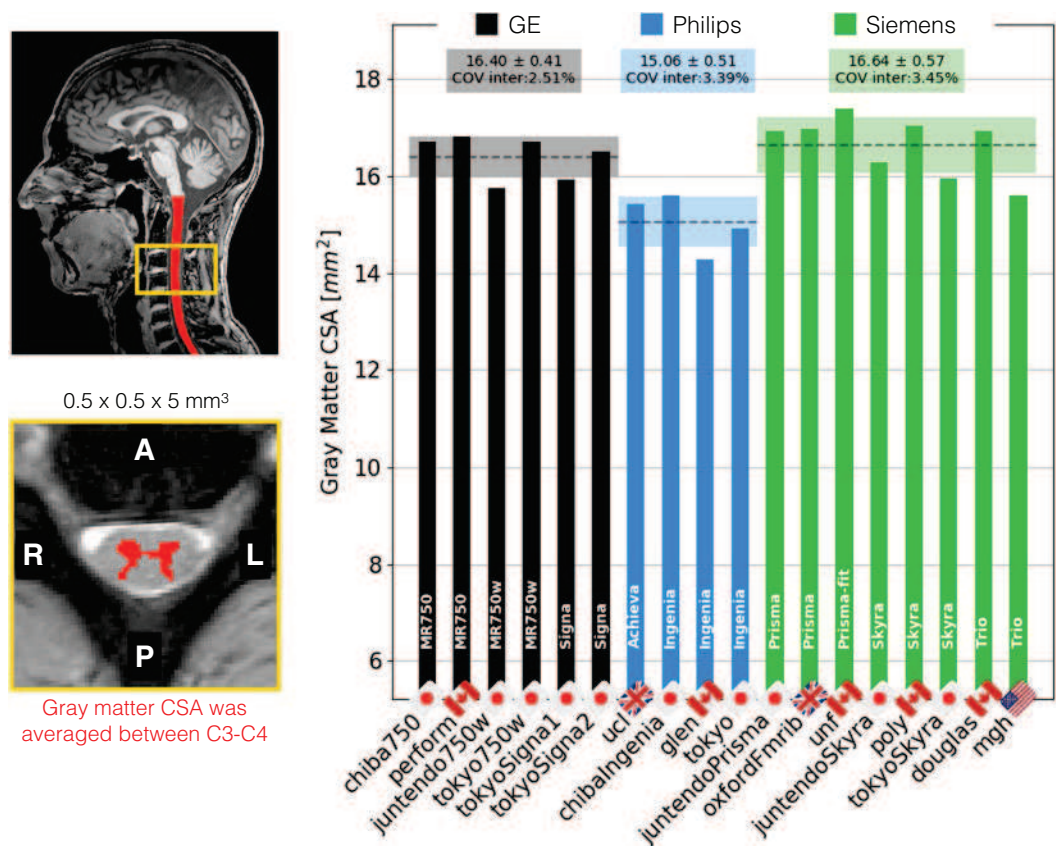 0.5 x 0.5 x 5 mm³
A
R
L
P
Gray matter CSA was
averaged between C3-C4
GE
Philips
Siemens
16.40 ± 0.41
COV inter:2.51%
15.06 ± 0.51
COV inter:3.39%
16.64 ± 0.57
COV inter:3.45%
Gray Matter CSA [mm²]
18
16
14
12
10
8
6
MR750
MR750
MR750w
MR750w
Signa
Signa
Achieva
Ingenia
Ingenia
Ingenia
Prisma
Prisma
Prisma-fit
Skyra
Skyra
Skyra
Trio
Trio
chiba750
perform
juntendo750w
tokyo750w
tokyoSigna1
tokyoSigna2
ucl
chibaIngenia
glen
tokyo
juntendoPrisma
oxfordFmrib
unf
juntendoSkyra
poly
tokyoSkyra
douglas
mgh